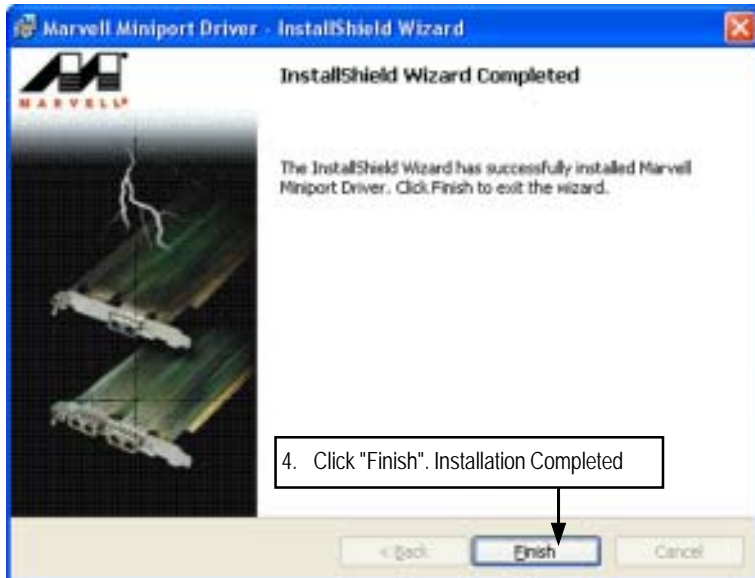 Marvell Miniport Driver - InstallShield Wizard
MARVELL®
InstallShield Wizard Completed
The InstallShield Wizard has successfully installed Marvell
Miniport Driver. Click Finish to exit the wizard.
4. Click "Finish". Installation Completed
< Back
Finish
Cancel